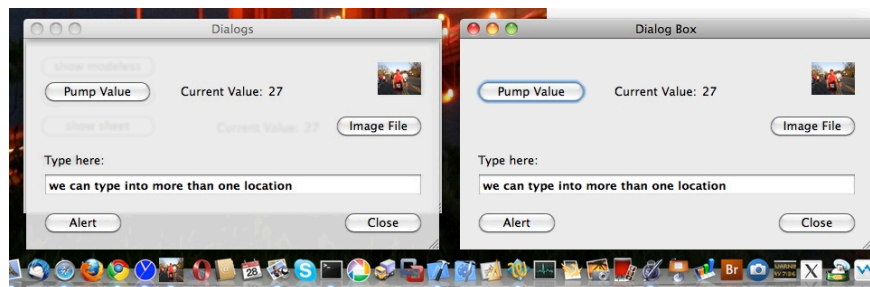 Dialogs
show modeless
Pump Value
Current Value: 27
show sheet
Current Value: 27
Image File
Type here:
we can type into more than one location
Alert
Close
Dialog Box
Pump Value
Current Value: 27
Image File
Type here:
we can type into more than one location
Alert
Close
28
Br
X